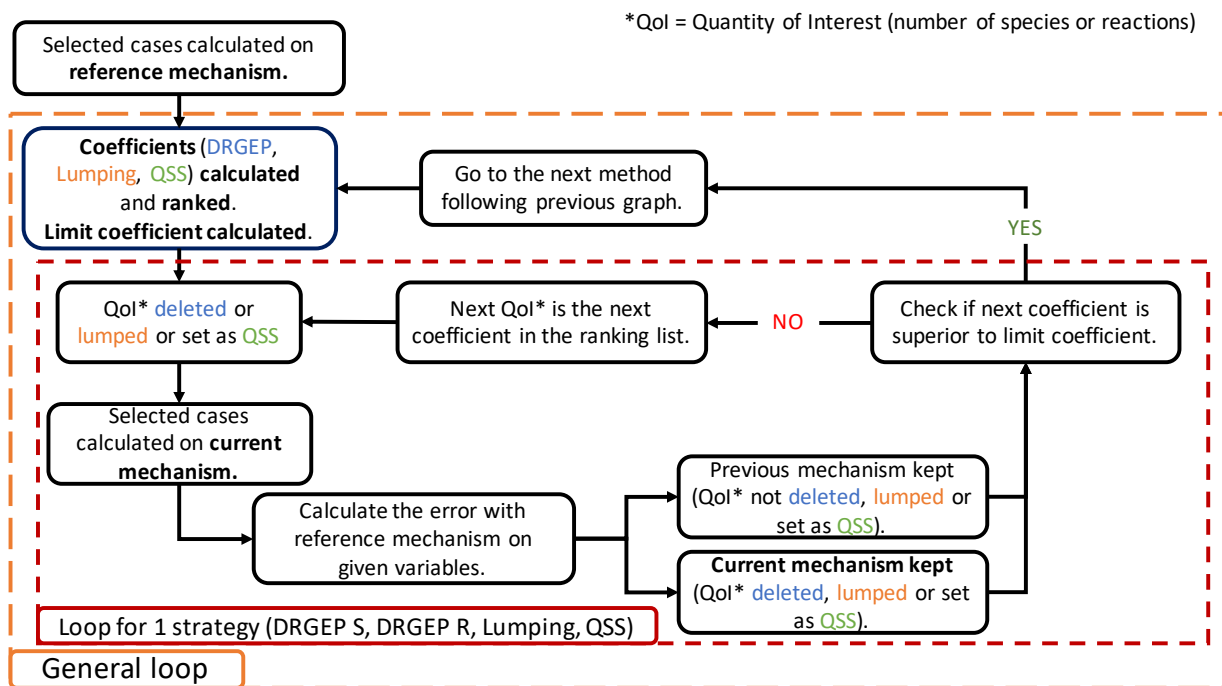 *QoI = Quantity of Interest (number of species or reactions)
Selected cases calculated on
reference mechanism.
Coefficients (DRGEP,
Lumping, QSS) calculated
and ranked.
Limit coefficient calculated.
Go to the next method
following previous graph.
YES
QoI* deleted or
lumped or set as QSS
Next QoI* is the next
coefficient in the ranking list.
NO
Check if next coefficient is
superior to limit coefficient.
Selected cases
calculated on current
mechanism.
Calculate the error with
reference mechanism on
given variables.
Previous mechanism kept
(QoI* not deleted, lumped or
set as QSS).
Current mechanism kept
(QoI* deleted, lumped or set
as QSS).
Loop for 1 strategy (DRGEP S, DRGEP R, Lumping, QSS)
General loop